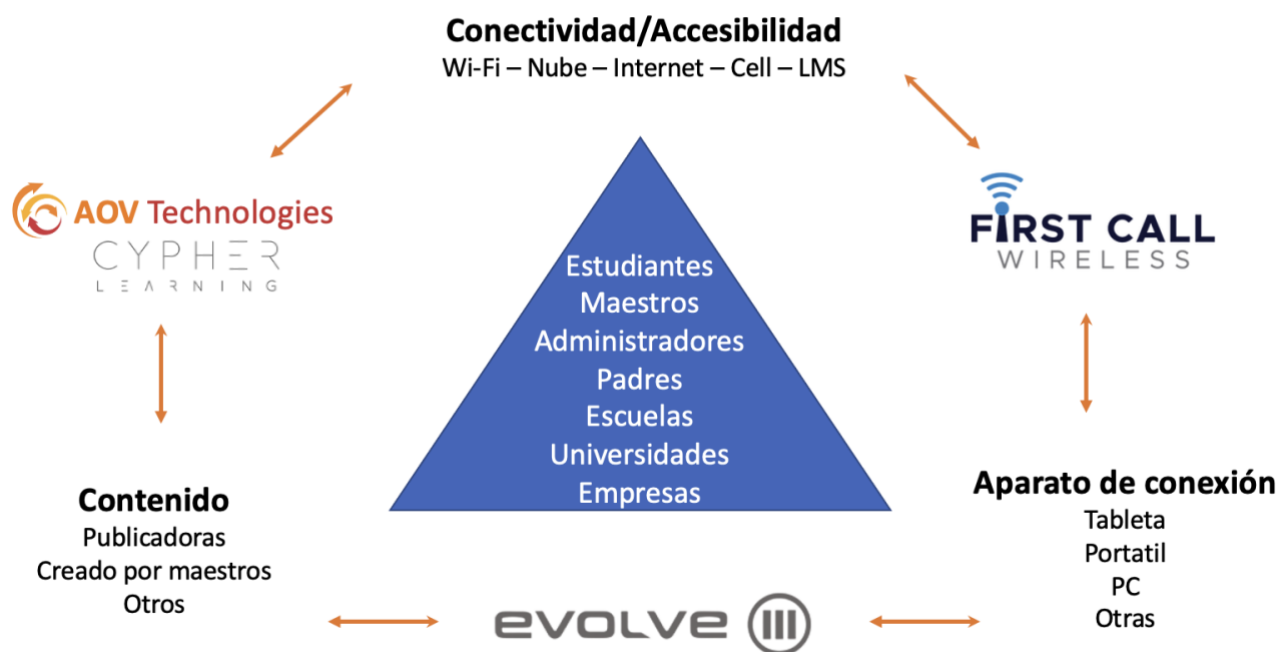 Conectividad/Accesibilidad
Wi-Fi – Nube – Internet – Cell – LMS
AOV Technologies
CYPHER
LEARNING
FIRST CALL
WIRELESS
Estudiantes
Maestros
Administradores
Padres
Escuelas
Universidades
Empresas
Contenido
Publicadoras
Creado por maestros
Otros
Aparato de conexión
Tableta
Portatil
PC
Otras
evolve III